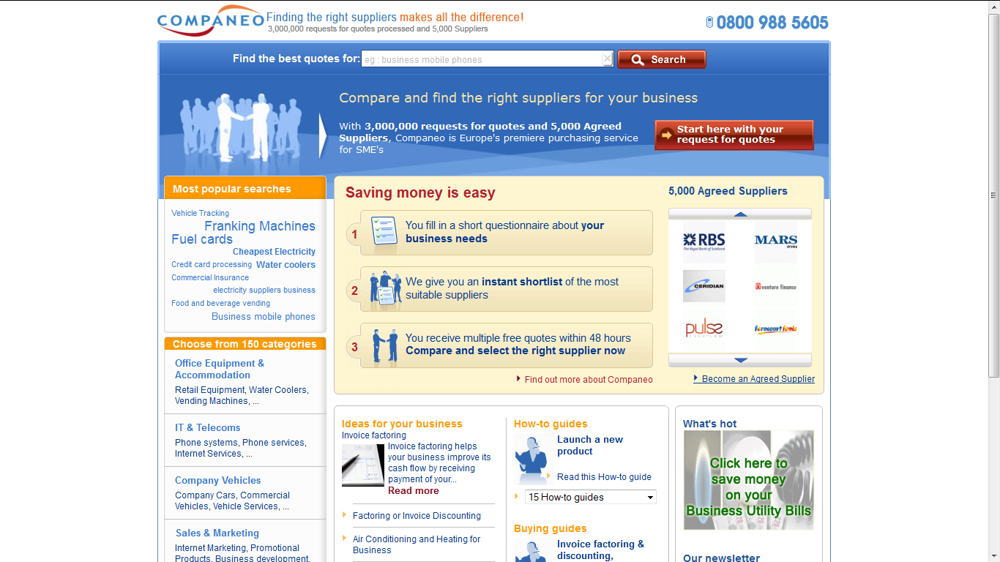 COMPANEO
Finding the right suppliers makes all the difference!
3,000,000 requests for quotes processed and 5,000 Suppliers
0800 988 5605
Find the best quotes for:
eg : business mobile phones
Search
Compare and find the right suppliers for your business
With 3,000,000 requests for quotes and 5,000 Agreed
Suppliers, Companeo is Europe's premiere purchasing service
for SME's
Start here with your
request for quotes
Most popular searches
Vehicle Tracking
Franking Machines
Fuel cards
Cheapest Electricity
Credit card processing Water coolers
Commercial Insurance
electricity suppliers business
Food and beverage vending
Business mobile phones
Choose from 150 categories
Office Equipment &
Accommodation
Retail Equipment, Water Coolers,
Vending Machines, ...
IT & Telecoms
Phone systems, Phone services,
Internet Services, ...
Company Vehicles
Company Cars, Commercial
Vehicles, Vehicle Services, ...
Sales & Marketing
Internet Marketing, Promotional
Products, Business development,
Saving money is easy
1
You fill in a short questionnaire about your
business needs
2
We give you an instant shortlist of the most
suitable suppliers
3
You receive multiple free quotes within 48 hours
Compare and select the right supplier now
Find out more about Companeo
5,000 Agreed Suppliers
RBS
The Royal Bank of Scotland
MARS
drinks
CERIDIAN
venture finance
pulse
CASHFLOW
forecourt tools
Become an Agreed Supplier
Ideas for your business
Invoice factoring
Invoice factoring helps
your business improve its
cash flow by receiving
payment of your...
Read more
Factoring or Invoice Discounting
Air Conditioning and Heating for
Business
How-to guides
Launch a new
product
Read this How-to guide
15 How-to guides
Buying guides
Invoice factoring &
discounting,
What's hot
Click here to
save money
on your
Business Utility Bills
Our newsletter